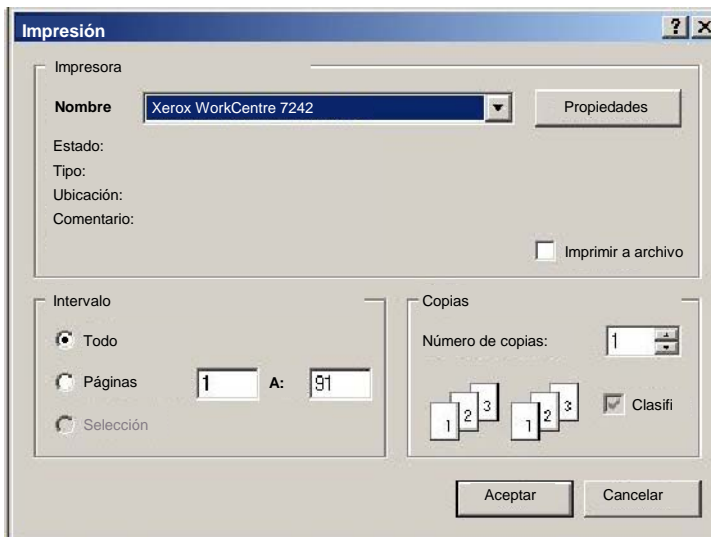 Impresión
Impresora
Nombre Xerox WorkCentre 7242 Propiedades
Estado:
Tipo:
Ubicación:
Comentario:
Imprimir a archivo
Intervalo
Todo
Páginas 1 A: 91
Selección
Copias
Número de copias: 1
1 2 3 1 2 3 Clasifi
Aceptar Cancelar